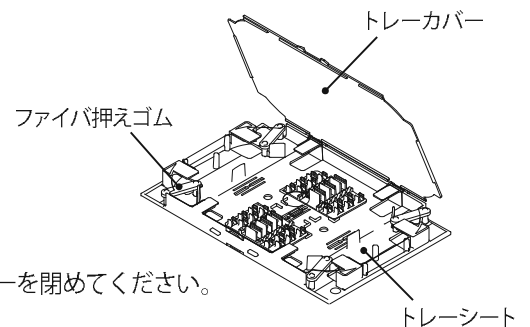 トレーカバー
ファイバ押えゴム
ーを閉めてください。
トレーシート